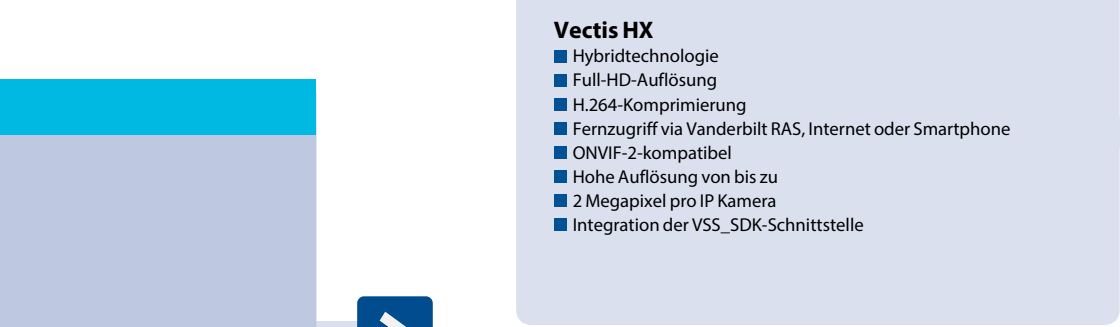 Vectis HX
Hybridtechnologie
Full-HD-Auflösung
H.264-Komprimierung
Fernzugriff via Vanderbilt RAS, Internet oder Smartphone
ONVIF-2-kompatibel
Hohe Auflösung von bis zu
2 Megapixel pro IP Kamera
Integration der VSS_SDK-Schnittstelle